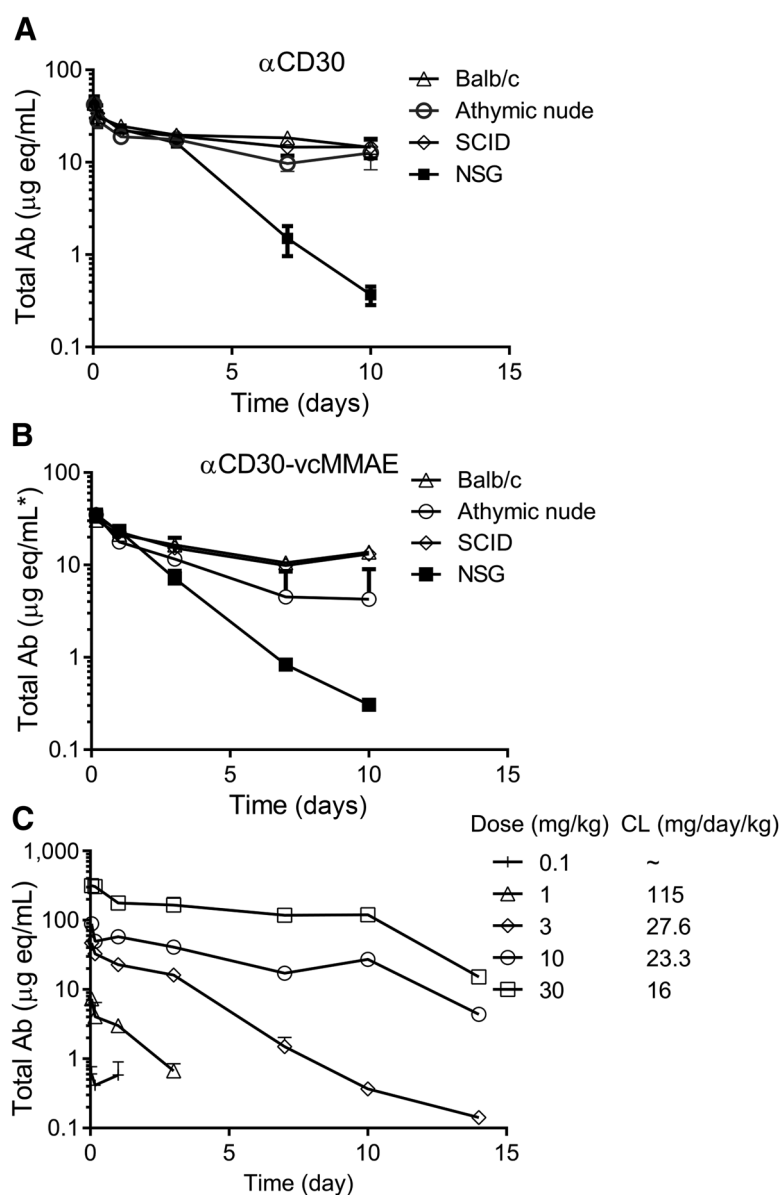 A
αCD30
100
10
1
0.1
Total Ab (μg eq/mL)
0 5 10 15
Time (days)
Balb/c
Athymic nude
SCID
NSG
B
αCD30-vcMMAE
100
10
1
0.1
Total Ab (μg eq/mL*)
0 5 10 15
Time (days)
Balb/c
Athymic nude
SCID
NSG
C
1,000
100
10
1
0.1
Total Ab (μg eq/mL)
0 5 10 15
Time (day)
Dose (mg/kg) CL (mg/day/kg)
0.1 ~
1 115
3 27.6
10 23.3
30 16